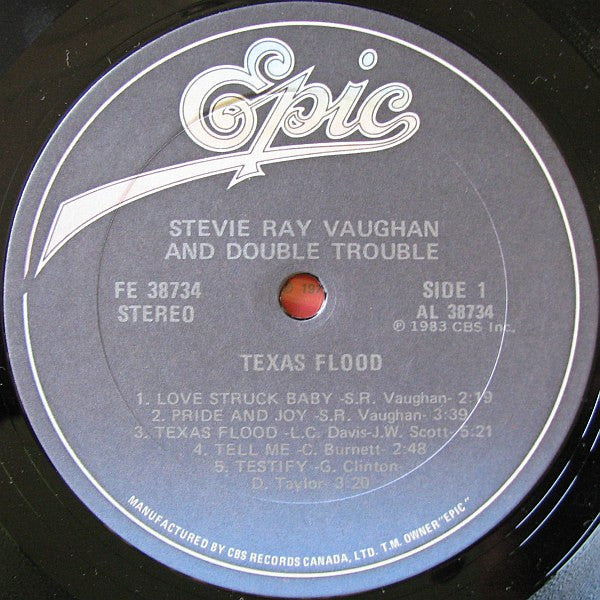 Epic
STEVIE RAY VAUGHAN
AND DOUBLE TROUBLE
FE 38734
STEREO
SIDE 1
AL 38734
℗ 1983 CBS Inc.
TEXAS FLOOD
1. LOVE STRUCK BABY -S.R. Vaughan- 2:19
2. PRIDE AND JOY -S.R. Vaughan- 3:39
3. TEXAS FLOOD -L.C. Davis-J.W. Scott- 5:21
4. TELL ME -C. Burnett- 2:48
5. TESTIFY -G. Clinton-
D. Taylor- 3:20
MANUFACTURED BY CBS RECORDS CANADA, LTD. T.M. OWNER "EPIC"